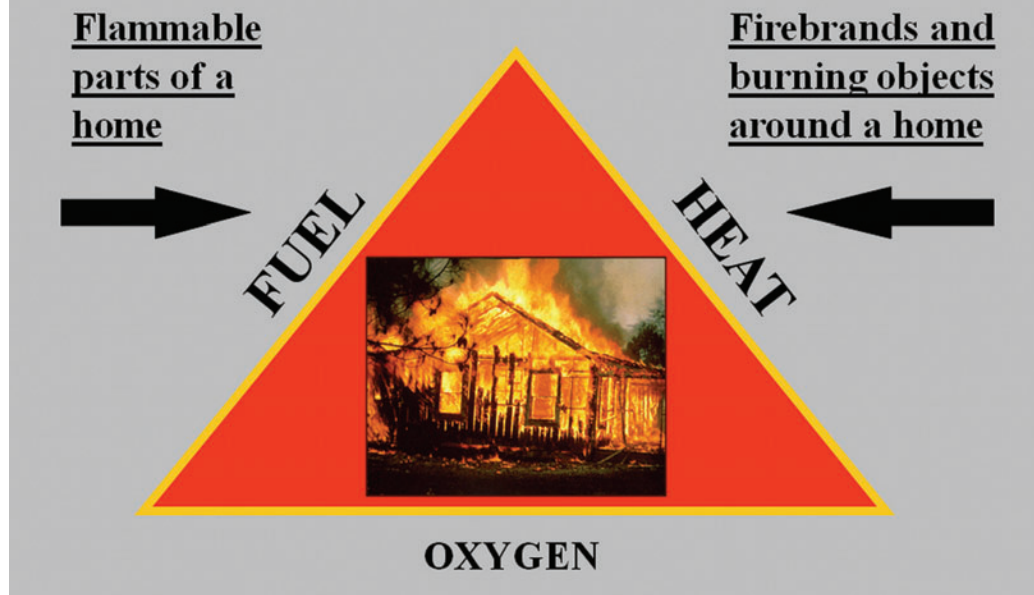 Flammable
parts of a
home
Firebrands and
burning objects
around a home
FUEL
HEAT
OXYGEN